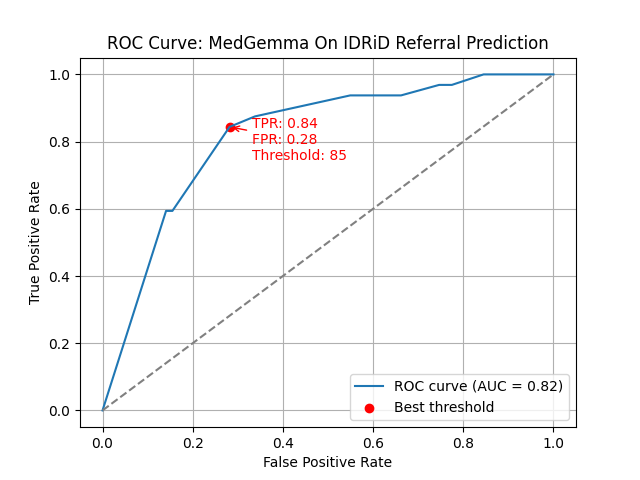 ROC Curve: MedGemma On IDRiD Referral Prediction
True Positive Rate
1.0
0.8
0.6
0.4
0.2
0.0
TPR: 0.84
FPR: 0.28
Threshold: 85
ROC curve (AUC = 0.82)
Best threshold
0.0 0.2 0.4 0.6 0.8 1.0
False Positive Rate